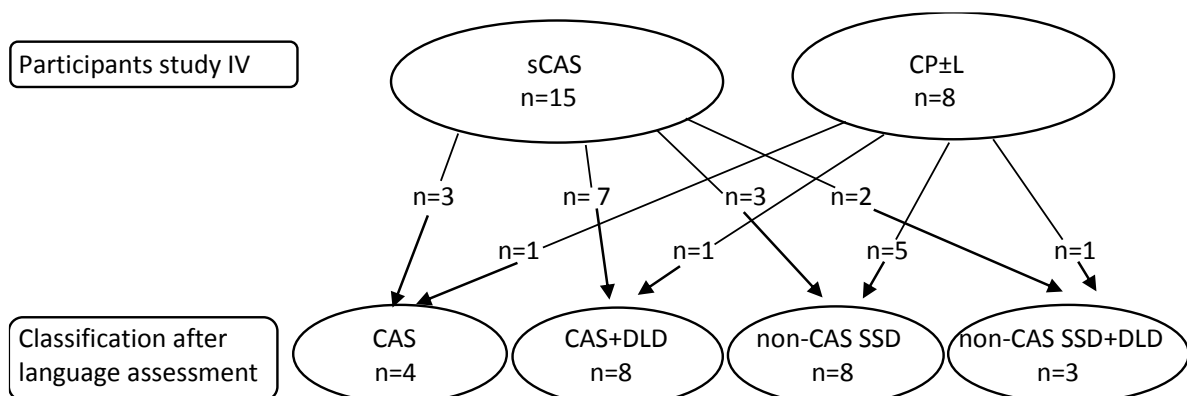 Participants study IV
sCAS
n=15
CP±L
n=8
n=3
n= 7
n=3
n=2
n=1
n=1
n=5
n=1
Classification after
language assessment
CAS
n=4
CAS+DLD
n=8
non-CAS SSD
n=8
non-CAS SSD+DLD
n=3